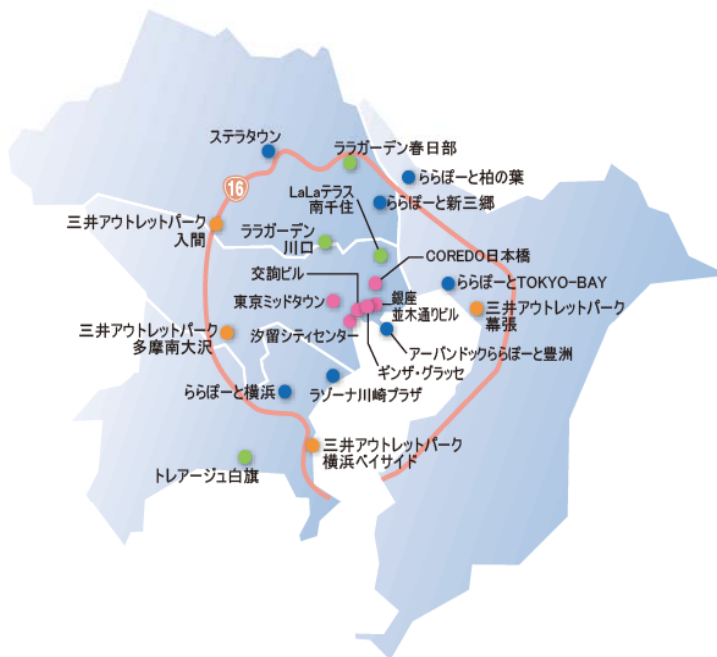 ステラタウン
ララガーデン春日部
ららぽーと柏の葉
16
LaLaテラス
南千住
ららぽーと新三郷
三井アウトレットパーク
入間
ララガーデン
川口
COREDO日本橋
交詢ビル
ららぽーとTOKYO-BAY
東京ミッドタウン
銀座
並木通りビル
三井アウトレットパーク
幕張
三井アウトレットパーク
多摩南大沢
汐留シティセンター
アーバンドックららぽーと豊洲
ギンザ・グラッセ
ららぽーと横浜
ラゾーナ川崎プラザ
三井アウトレットパーク
横浜ベイサイド
トレアージュ白旗